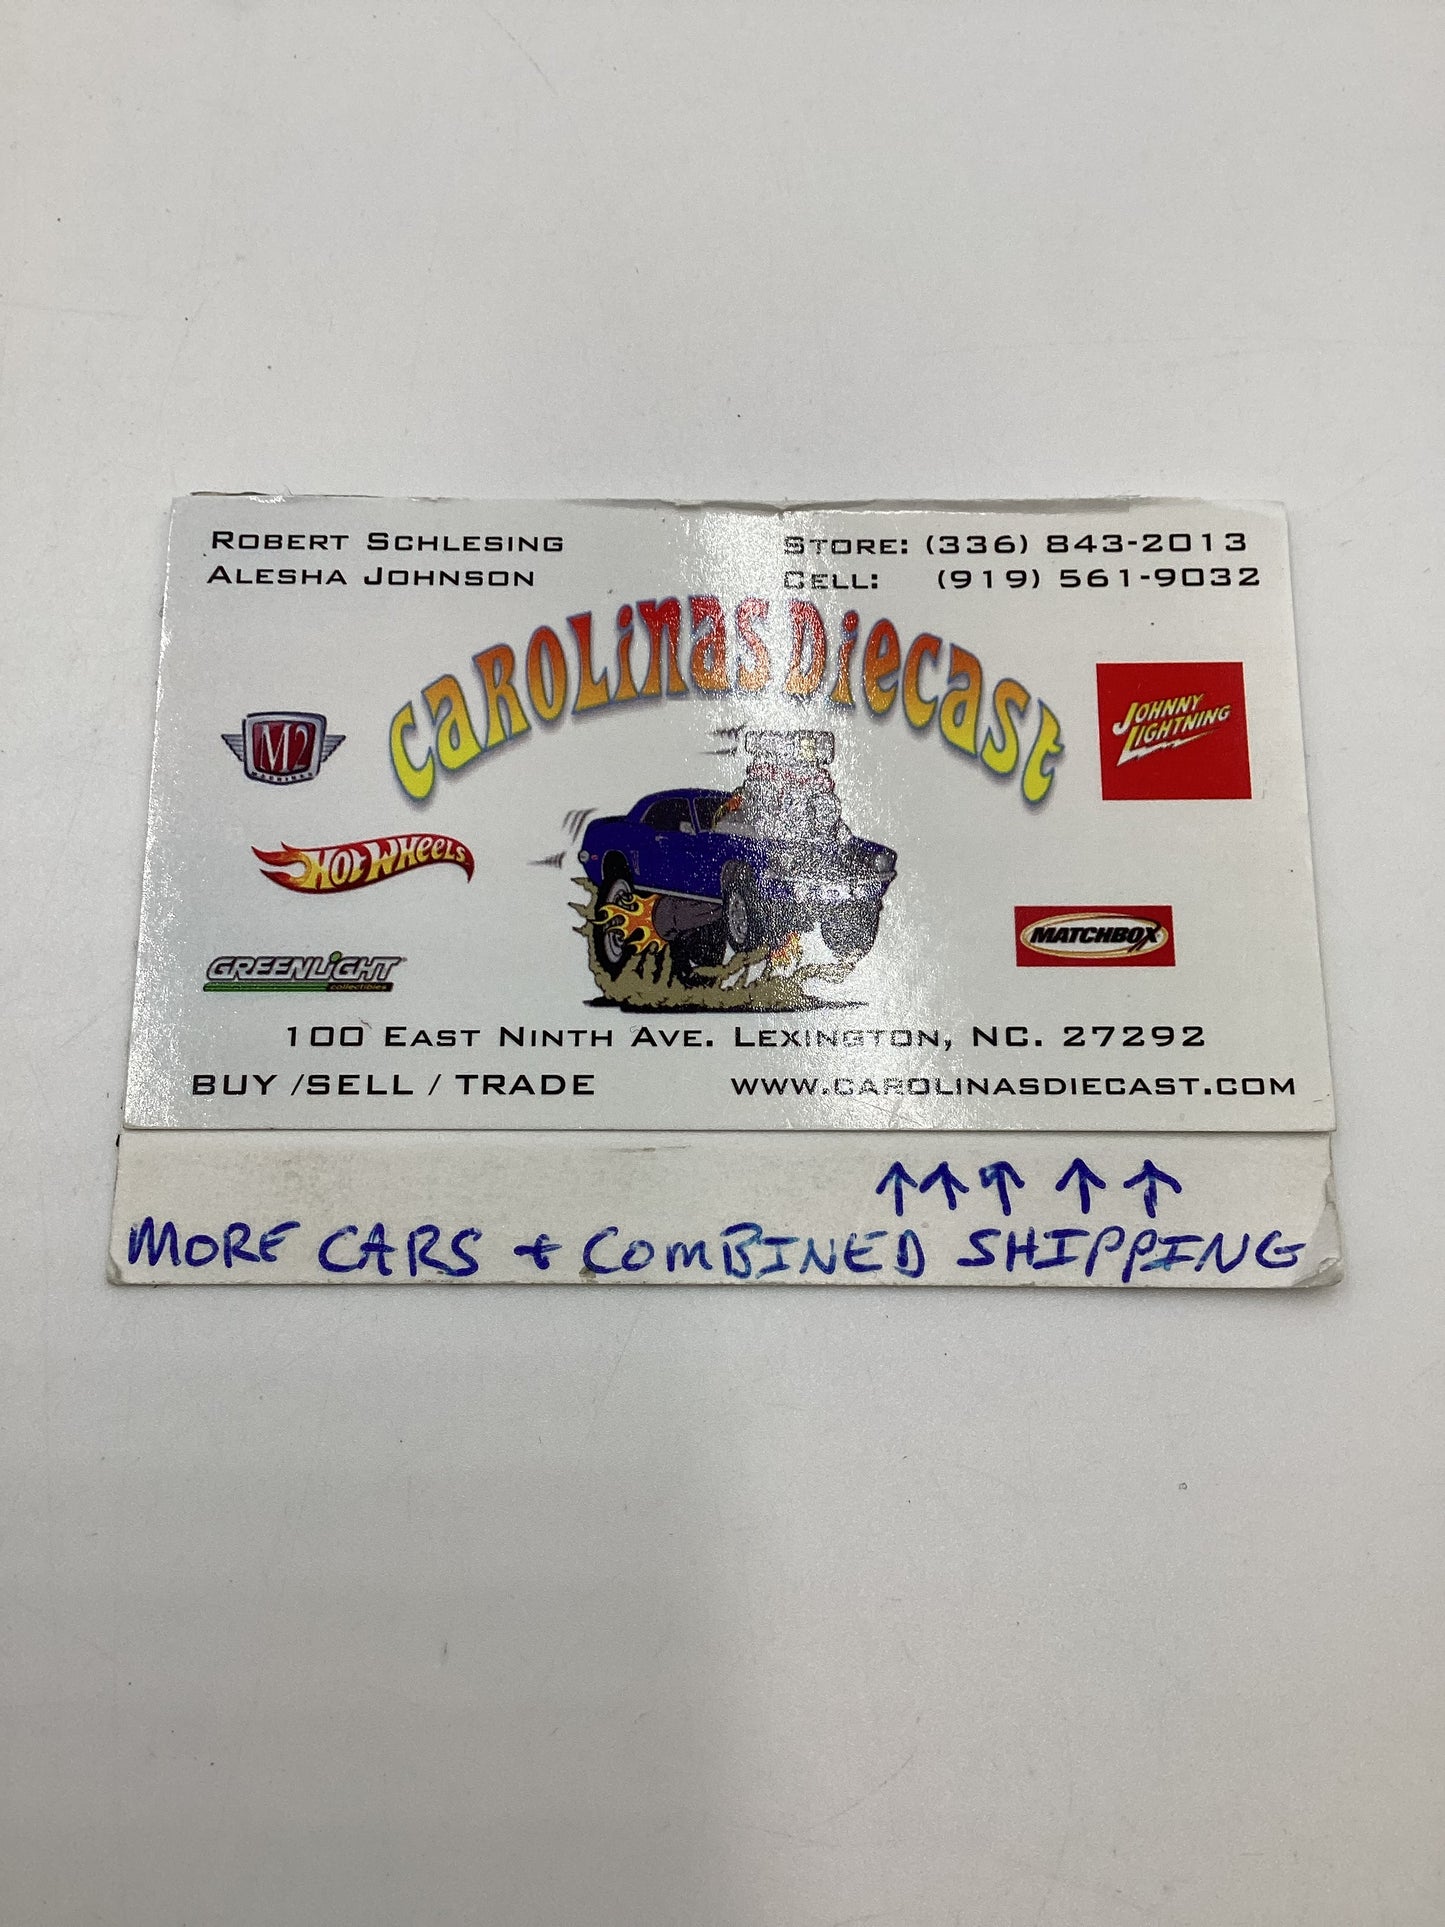 ROBERT SCHLESING
STORE: (336) 843-2013
ALESHA JOHNSON
CELL: (919) 561-9032
CAROLINAS DIECAST
M2
MACHINES
JOHNNY
LIGHTNING
HOT WHEELS
MATCHBOX
GREENLIGHT
collectibles
100 EAST NINTH AVE. LEXINGTON, NC. 27292
BUY /SELL / TRADE
WWW.CAROLINASDIECAST.COM
↑↑↑↑↑
MORE CARS + COMBINED SHIPPING